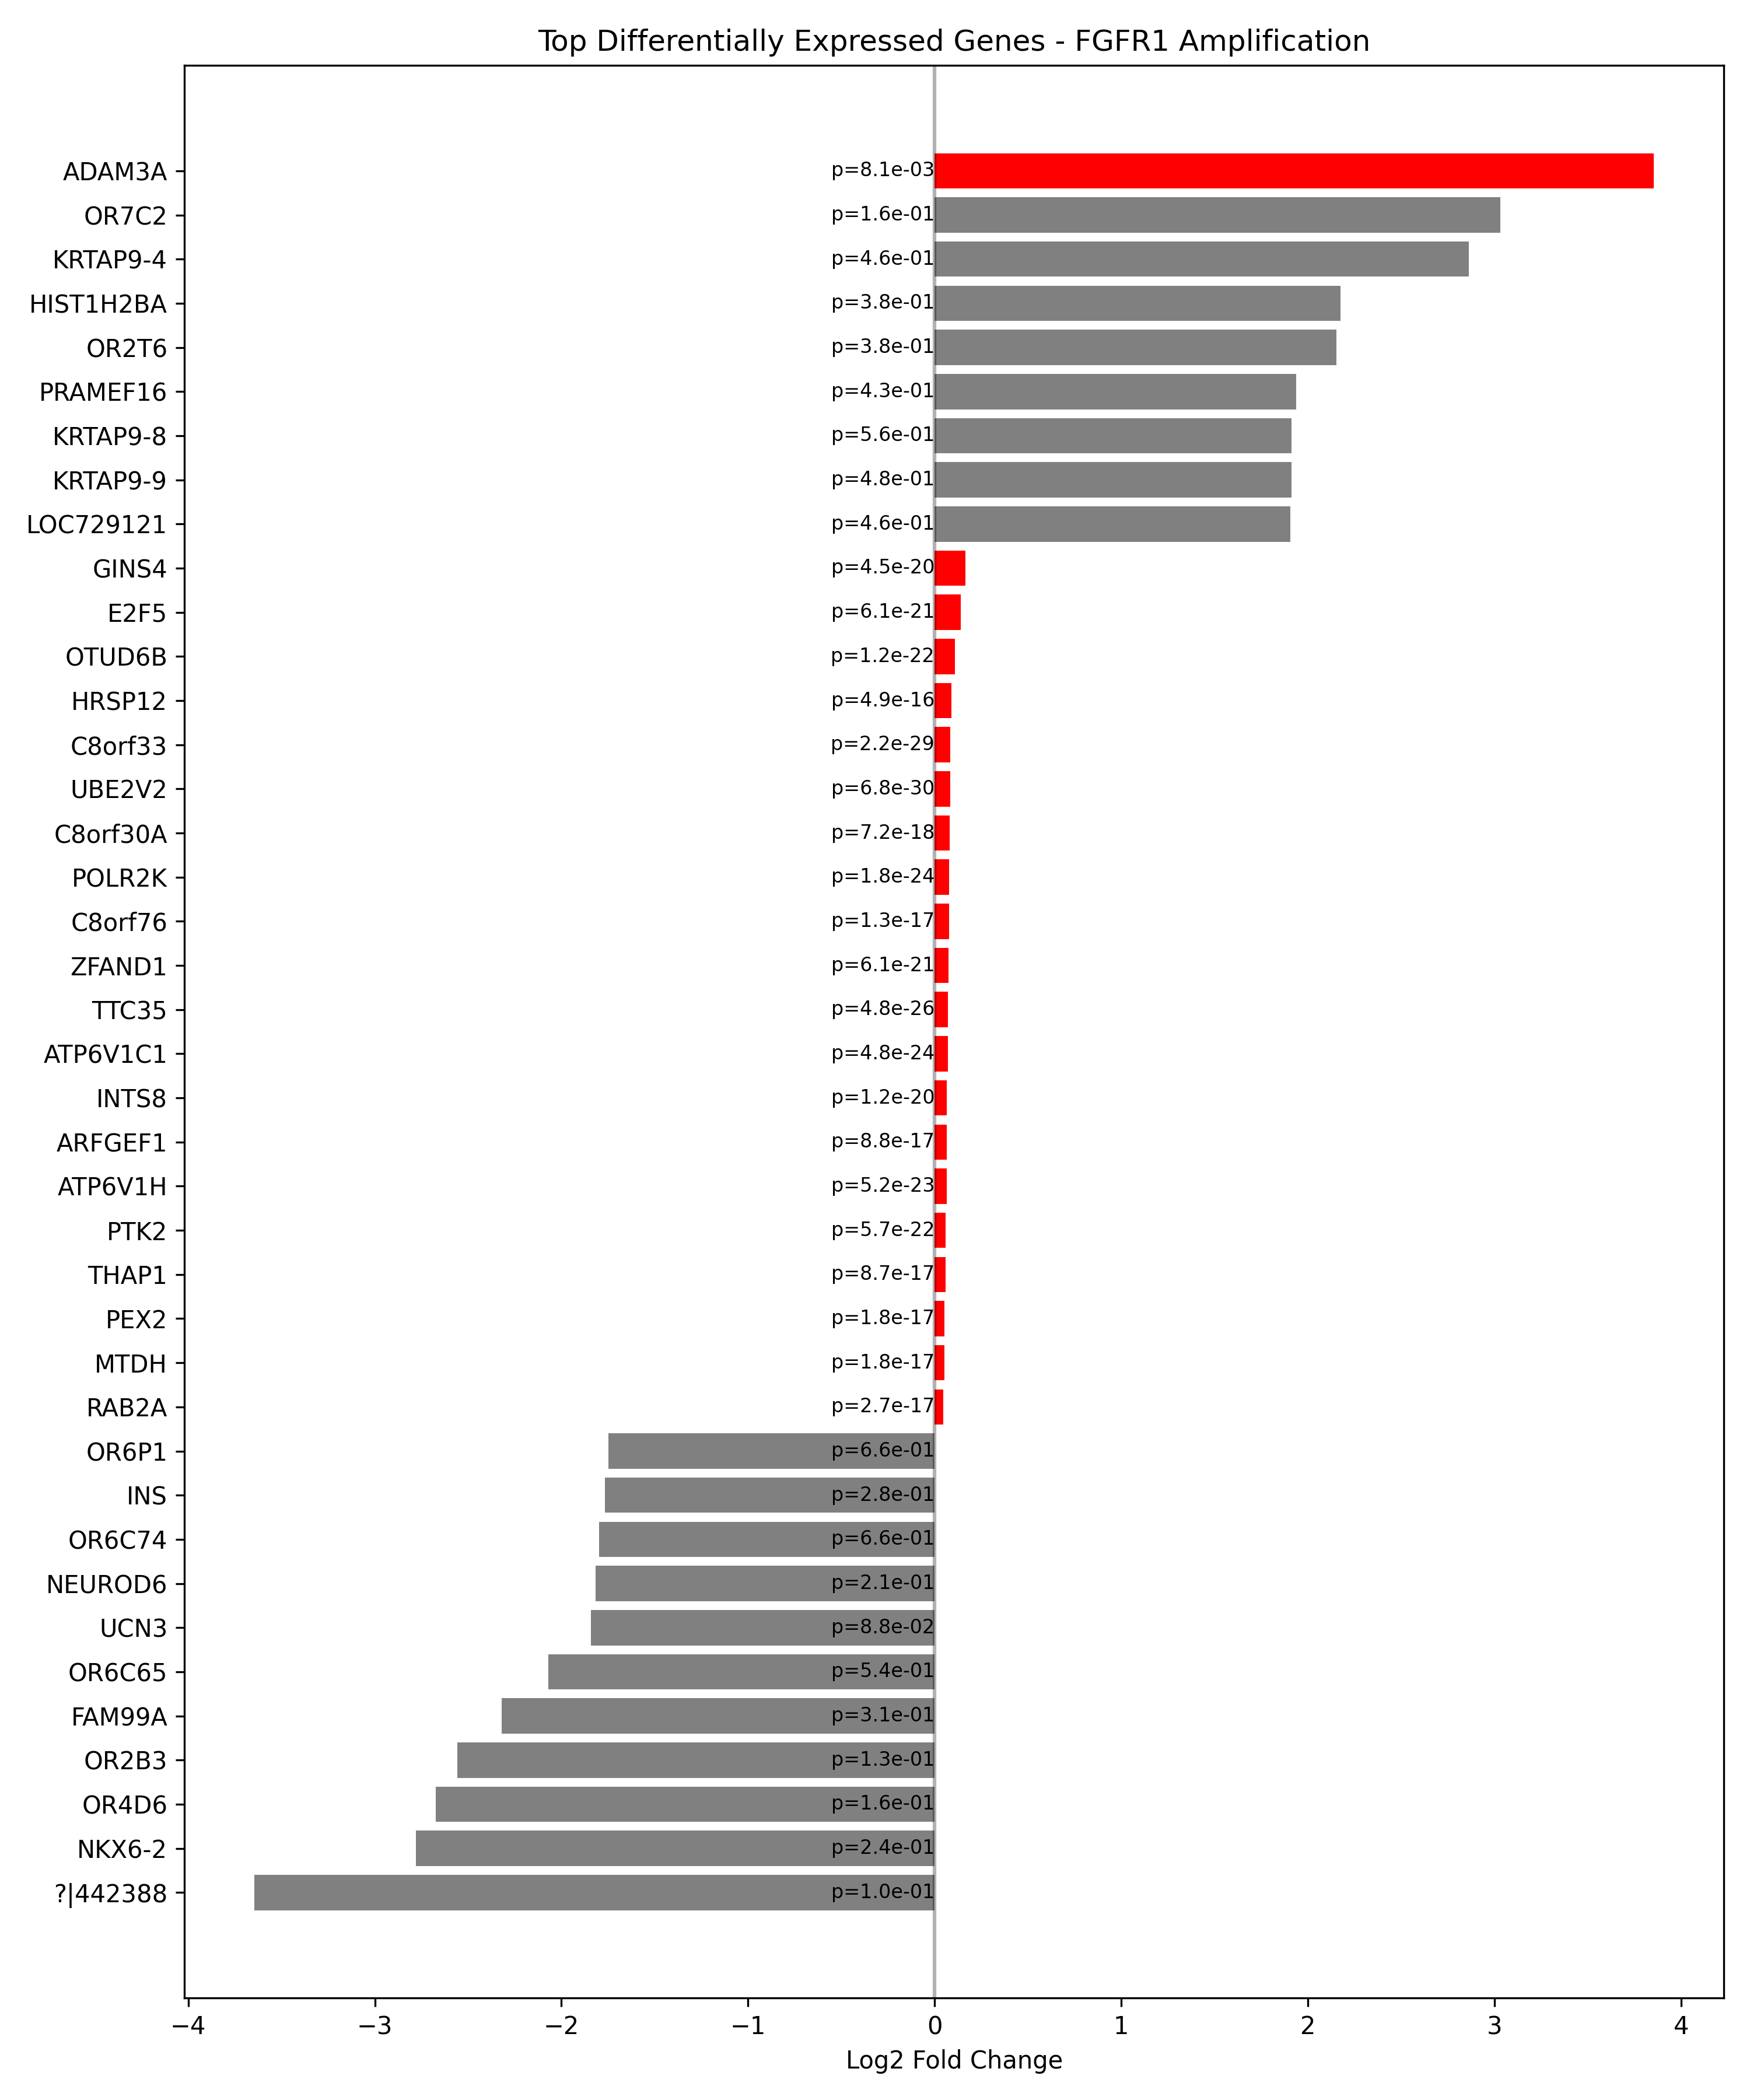 Top Differentially Expressed Genes - FGFR1 Amplification
ADAM3A p=8.1e-03
OR7C2 p=1.6e-01
KRTAP9-4 p=4.6e-01
HIST1H2BA p=3.8e-01
OR2T6 p=3.8e-01
PRAMEF16 p=4.3e-01
KRTAP9-8 p=5.6e-01
KRTAP9-9 p=4.8e-01
LOC729121 p=4.6e-01
GINS4 p=4.5e-20
E2F5 p=6.1e-21
OTUD6B p=1.2e-22
HRSP12 p=4.9e-16
C8orf33 p=2.2e-29
UBE2V2 p=6.8e-30
C8orf30A p=7.2e-18
POLR2K p=1.8e-24
C8orf76 p=1.3e-17
ZFAND1 p=6.1e-21
TTC35 p=4.8e-26
ATP6V1C1 p=4.8e-24
INTS8 p=1.2e-20
ARFGEF1 p=8.8e-17
ATP6V1H p=5.2e-23
PTK2 p=5.7e-22
THAP1 p=8.7e-17
PEX2 p=1.8e-17
MTDH p=1.8e-17
RAB2A p=2.7e-17
OR6P1 p=6.6e-01
INS p=2.8e-01
OR6C74 p=6.6e-01
NEUROD6 p=2.1e-01
UCN3 p=8.8e-02
OR6C65 p=5.4e-01
FAM99A p=3.1e-01
OR2B3 p=1.3e-01
OR4D6 p=1.6e-01
NKX6-2 p=2.4e-01
?|442388 p=1.0e-01
−4 −3 −2 −1 0 1 2 3 4
Log2 Fold Change